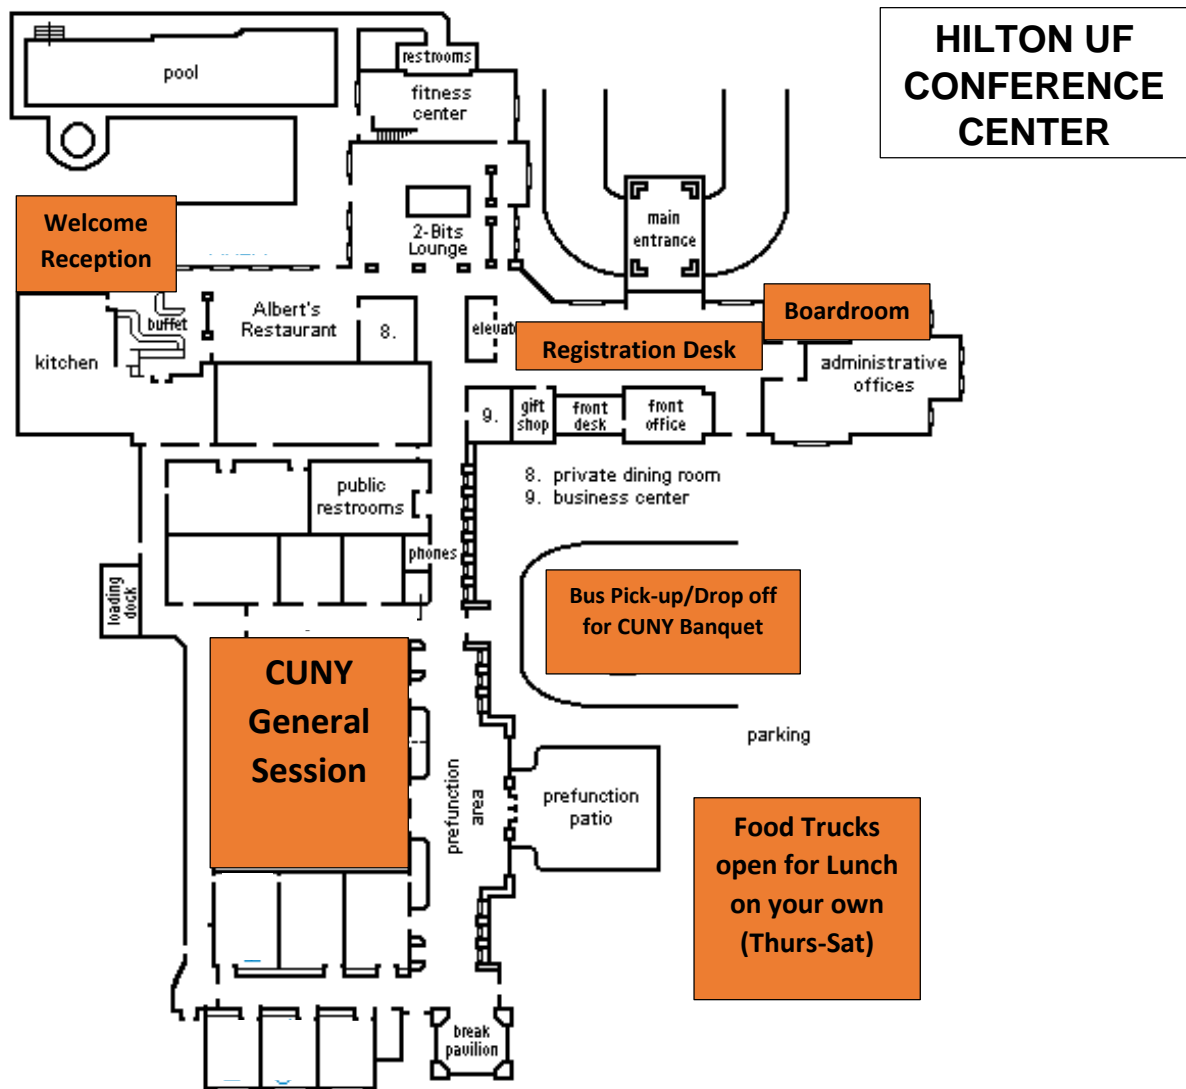 HILTON UF
CONFERENCE
CENTER
restrooms
pool
fitness
center
Welcome
Reception
2-Bits
Lounge
main
entrance
Boardroom
buffet
Albert's
Restaurant
8.
Registration Desk
kitchen
administrative
offices
9.
gift
shop
front
desk
front
office
8. private dining room
9. business center
public
restrooms
phones
loading
dock
Bus Pick-up/Drop off
for CUNY Banquet
CUNY
General
Session
parking
prefunction
area
prefunction
patio
Food Trucks
open for Lunch
on your own
(Thurs-Sat)
break
pavilion